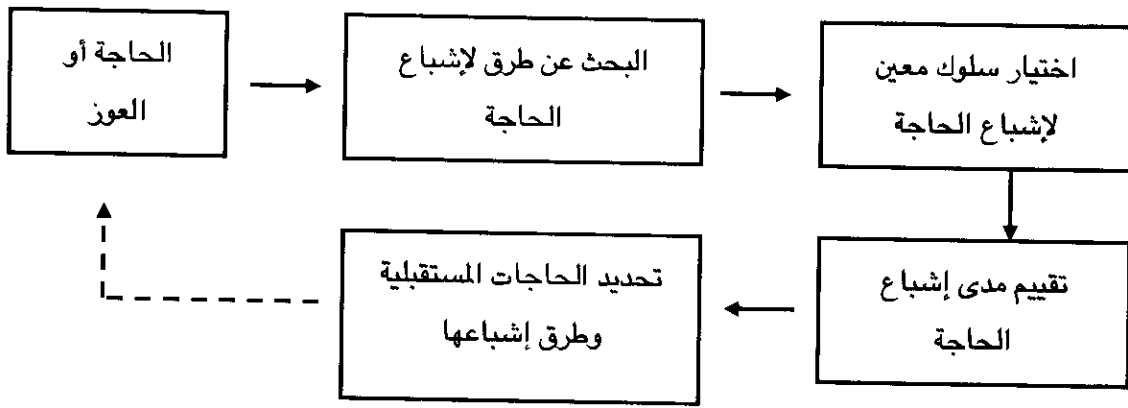 الحاجة أو
العوز
البحث عن طرق لإشباع
الحاجة
اختيار سلوك معين
لإشباع الحاجة
تقييم مدى إشباع
الحاجة
تحديد الحاجات المستقبلية
وطرق إشباعها